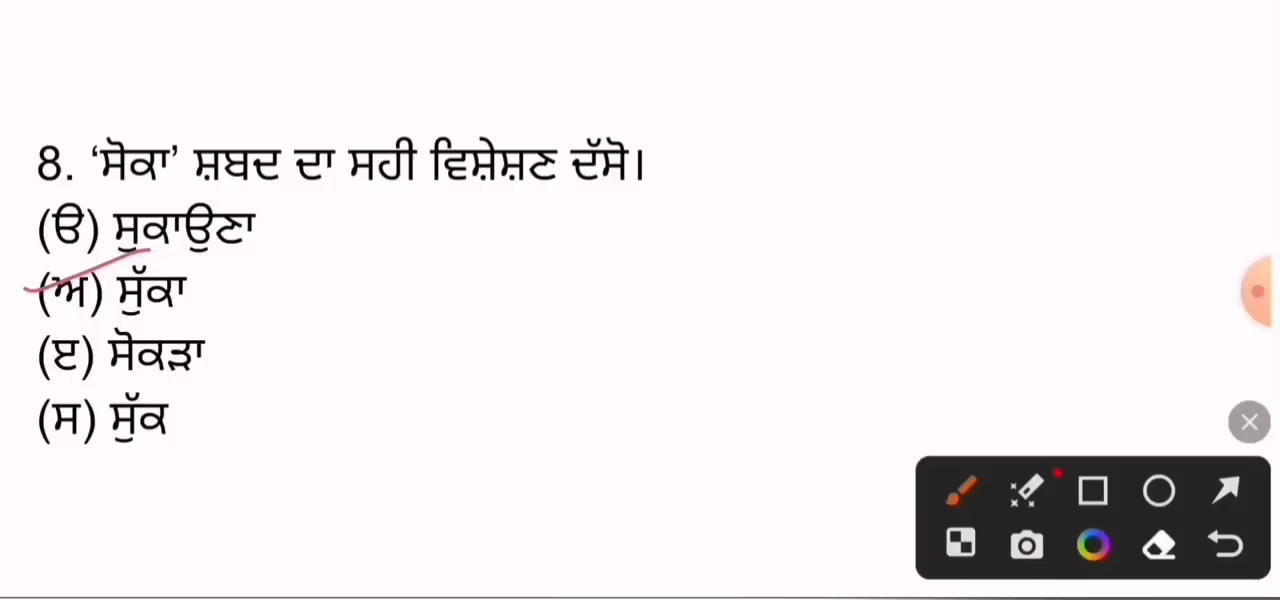 8. ‘ਸੋਕਾ’ ਸ਼ਬਦ ਦਾ ਸਹੀ ਵਿਸ਼ੇਸ਼ਣ ਦੱਸੋ।
(ੳ) ਸੁਕਾਉਣਾ
(ਅ) ਸੁੱਕਾ
(ੲ) ਸੋਕੜਾ
(ਸ) ਸੁੱਕ